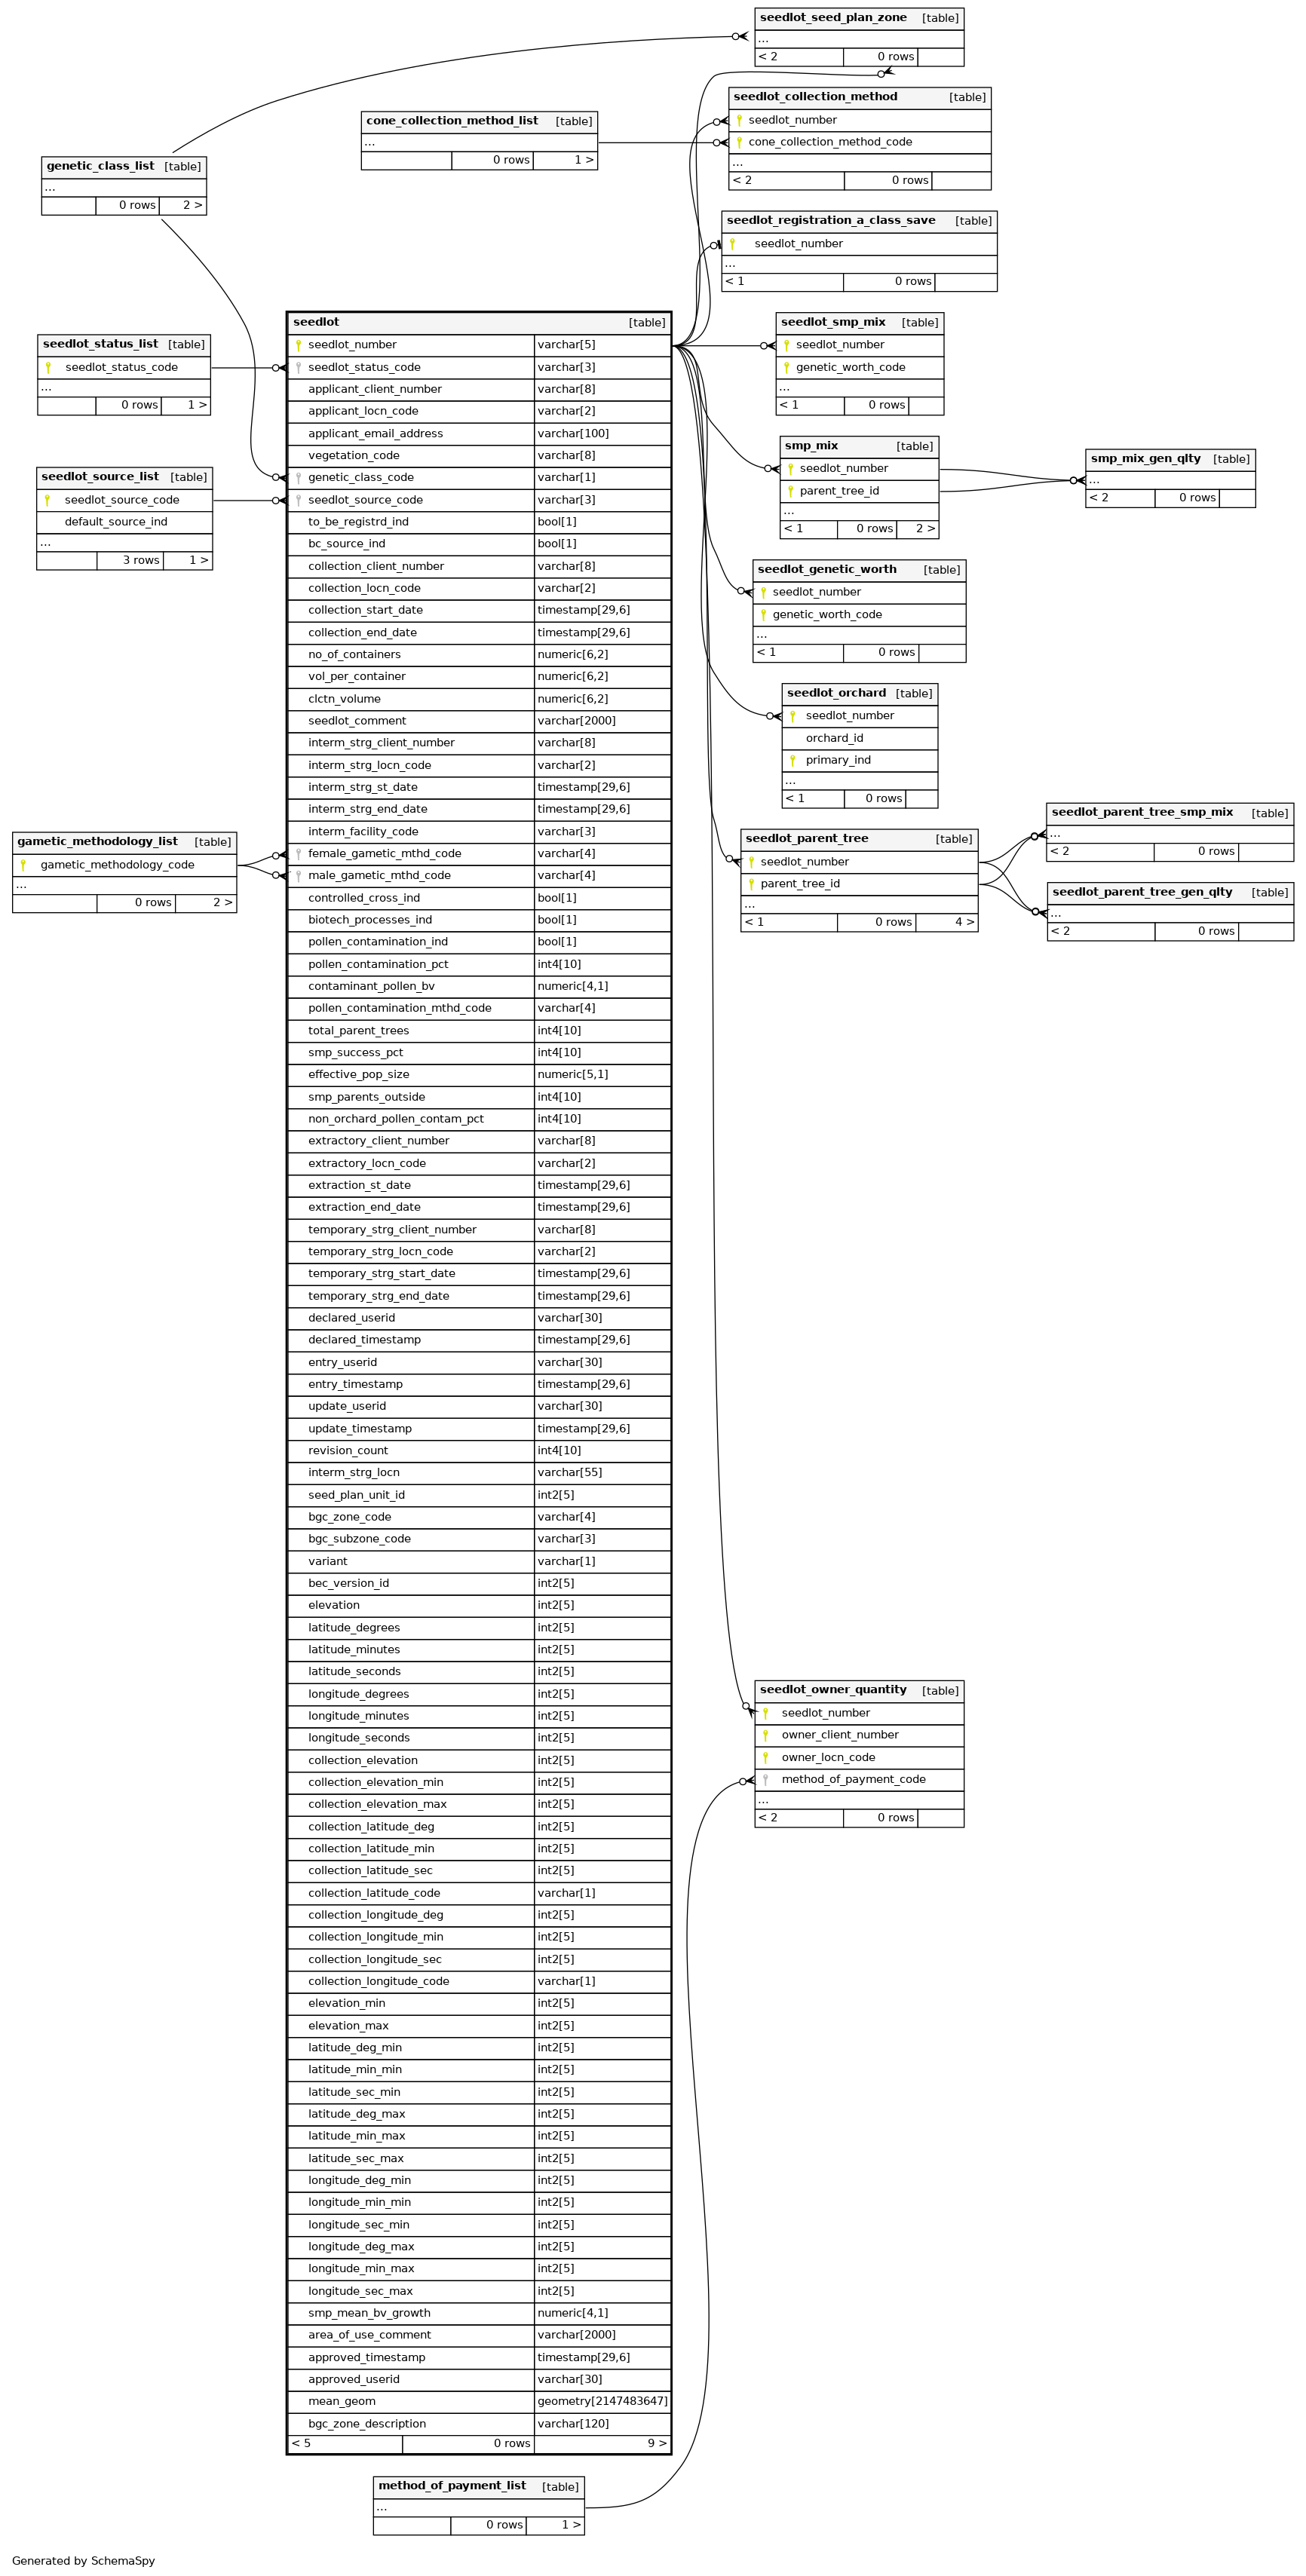 seedlot_seed_plan_zone [table]
...
< 2 0 rows
seedlot_collection_method [table]
seedlot_number
cone_collection_method_code
...
< 2 0 rows
cone_collection_method_list [table]
...
0 rows 1 >
genetic_class_list [table]
...
0 rows 2 >
seedlot_registration_a_class_save [table]
seedlot_number
...
< 1 0 rows
seedlot_status_list [table]
seedlot_status_code
...
0 rows 1 >
seedlot_source_list [table]
seedlot_source_code
default_source_ind
...
3 rows 1 >
gametic_methodology_list [table]
gametic_methodology_code
...
0 rows 2 >
seedlot [table]
seedlot_number varchar[5]
seedlot_status_code varchar[3]
applicant_client_number varchar[8]
applicant_locn_code varchar[2]
applicant_email_address varchar[100]
vegetation_code varchar[8]
genetic_class_code varchar[1]
seedlot_source_code varchar[3]
to_be_registrd_ind bool[1]
bc_source_ind bool[1]
collection_client_number varchar[8]
collection_locn_code varchar[2]
collection_start_date timestamp[29,6]
collection_end_date timestamp[29,6]
no_of_containers numeric[6,2]
vol_per_container numeric[6,2]
clctn_volume numeric[6,2]
seedlot_comment varchar[2000]
interm_strg_client_number varchar[8]
interm_strg_locn_code varchar[2]
interm_strg_st_date timestamp[29,6]
interm_strg_end_date timestamp[29,6]
interm_facility_code varchar[3]
female_gametic_mthd_code varchar[4]
male_gametic_mthd_code varchar[4]
controlled_cross_ind bool[1]
biotech_processes_ind bool[1]
pollen_contamination_ind bool[1]
pollen_contamination_pct int4[10]
contaminant_pollen_bv numeric[4,1]
pollen_contamination_mthd_code varchar[4]
total_parent_trees int4[10]
smp_success_pct int4[10]
effective_pop_size numeric[5,1]
smp_parents_outside int4[10]
non_orchard_pollen_contam_pct int4[10]
extractory_client_number varchar[8]
extractory_locn_code varchar[2]
extraction_st_date timestamp[29,6]
extraction_end_date timestamp[29,6]
temporary_strg_client_number varchar[8]
temporary_strg_locn_code varchar[2]
temporary_strg_start_date timestamp[29,6]
temporary_strg_end_date timestamp[29,6]
declared_userid varchar[30]
declared_timestamp timestamp[29,6]
entry_userid varchar[30]
entry_timestamp timestamp[29,6]
update_userid varchar[30]
update_timestamp timestamp[29,6]
revision_count int4[10]
interm_strg_locn varchar[55]
seed_plan_unit_id int2[5]
bgc_zone_code varchar[4]
bgc_subzone_code varchar[3]
variant varchar[1]
bec_version_id int2[5]
elevation int2[5]
latitude_degrees int2[5]
latitude_minutes int2[5]
latitude_seconds int2[5]
longitude_degrees int2[5]
longitude_minutes int2[5]
longitude_seconds int2[5]
collection_elevation int2[5]
collection_elevation_min int2[5]
collection_elevation_max int2[5]
collection_latitude_deg int2[5]
collection_latitude_min int2[5]
collection_latitude_sec int2[5]
collection_latitude_code varchar[1]
collection_longitude_deg int2[5]
collection_longitude_min int2[5]
collection_longitude_sec int2[5]
collection_longitude_code varchar[1]
elevation_min int2[5]
elevation_max int2[5]
latitude_deg_min int2[5]
latitude_min_min int2[5]
latitude_sec_min int2[5]
latitude_deg_max int2[5]
latitude_min_max int2[5]
latitude_sec_max int2[5]
longitude_deg_min int2[5]
longitude_min_min int2[5]
longitude_sec_min int2[5]
longitude_deg_max int2[5]
longitude_min_max int2[5]
longitude_sec_max int2[5]
smp_mean_bv_growth numeric[4,1]
area_of_use_comment varchar[2000]
approved_timestamp timestamp[29,6]
approved_userid varchar[30]
mean_geom geometry[2147483647]
bgc_zone_description varchar[120]
< 5 0 rows 9 >
seedlot_smp_mix [table]
seedlot_number
genetic_worth_code
...
< 1 0 rows
smp_mix [table]
seedlot_number
parent_tree_id
...
< 1 0 rows 2 >
smp_mix_gen_qlty [table]
...
< 2 0 rows
seedlot_genetic_worth [table]
seedlot_number
genetic_worth_code
...
< 1 0 rows
seedlot_orchard [table]
seedlot_number
orchard_id
primary_ind
...
< 1 0 rows
seedlot_parent_tree [table]
seedlot_number
parent_tree_id
...
< 1 0 rows 4 >
seedlot_parent_tree_smp_mix [table]
...
< 2 0 rows
seedlot_parent_tree_gen_qlty [table]
...
< 2 0 rows
seedlot_owner_quantity [table]
seedlot_number
owner_client_number
owner_locn_code
method_of_payment_code
...
< 2 0 rows
method_of_payment_list [table]
...
0 rows 1 >
Generated by SchemaSpy